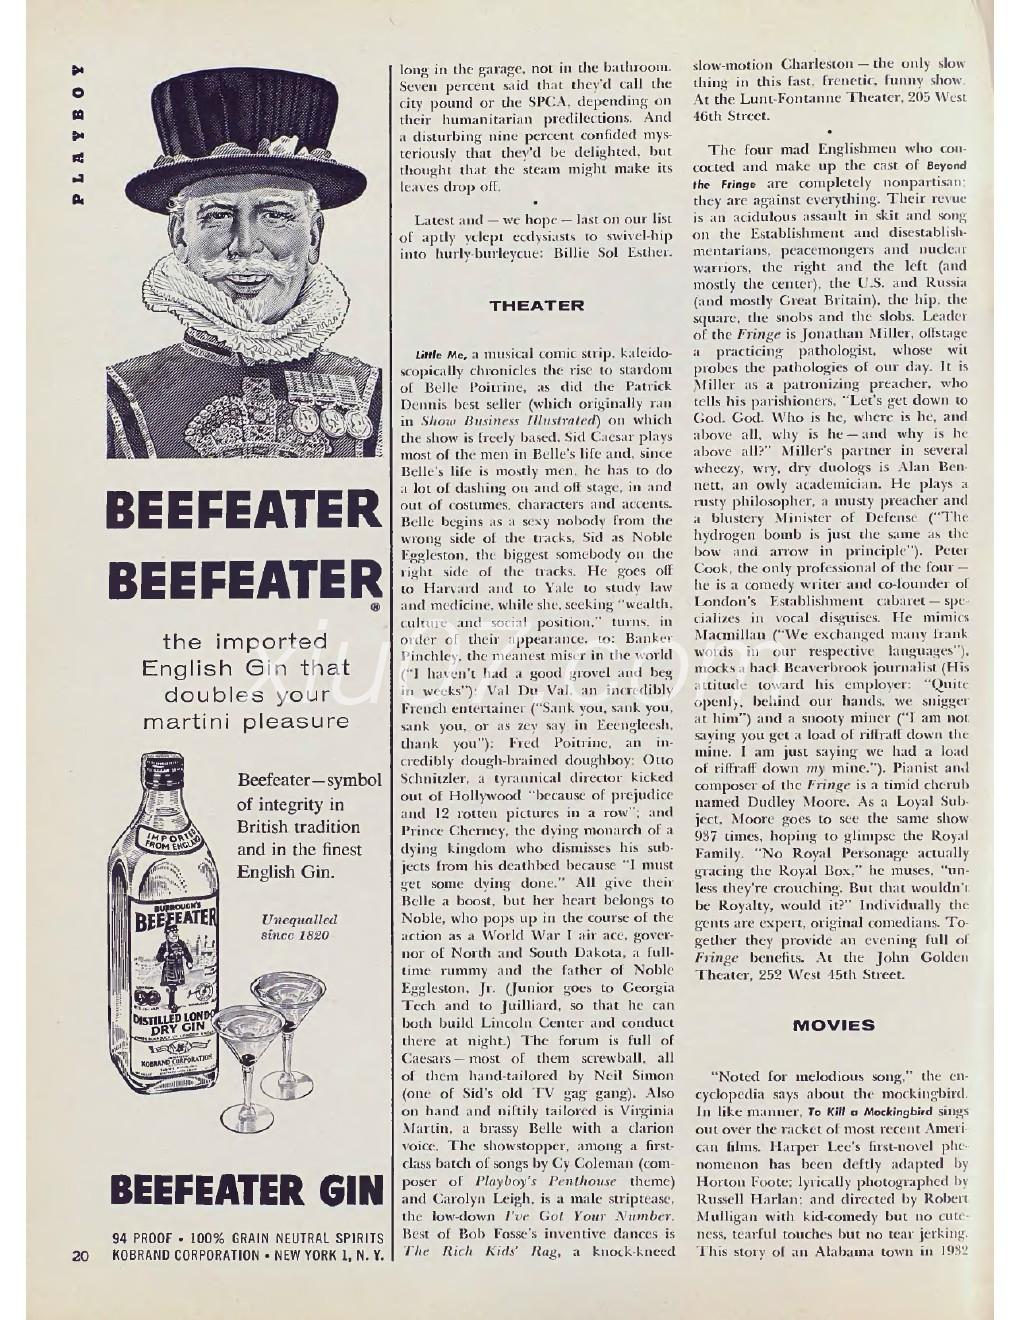 PLAYBOY
BEEFEATER
BEEFEATER
®
the imported
English Gin that
doubles your
martini pleasure
Beefeater—symbol
of integrity in
British tradition
and in the finest
English Gin.
Unequalled
since 1820
IMPORTED
FROM ENGLAND
BURROUGH'S
BEEFEATER
DISTILLED LONDON
DRY GIN
KOBRAND CORPORATION
BEEFEATER GIN
94 PROOF • 100% GRAIN NEUTRAL SPIRITS
KOBRAND CORPORATION • NEW YORK 1, N. Y.
20
long in the garage, not in the bathroom.
Seven percent said that they'd call the
city pound or the SPCA, depending on
their humanitarian predilections. And
a disturbing nine percent confided mys-
teriously that they'd be delighted, but
thought that the steam might make its
leaves drop off.
•
Latest and — we hope — last on our list
of aptly yclept ecdysiasts to swivel-hip
into hurly-burleycue: Billie Sol Esther.
THEATER
Little Me, a musical comic strip, kaleido-
scopically chronicles the rise to stardom
of Belle Poitrine, as did the Patrick
Dennis best seller (which originally ran
in Show Business Illustrated) on which
the show is freely based. Sid Caesar plays
most of the men in Belle's life and, since
Belle's life is mostly men, he has to do
a lot of dashing on and off stage, in and
out of costumes, characters and accents.
Belle begins as a sexy nobody from the
wrong side of the tracks, Sid as Noble
Eggleston, the biggest somebody on the
right side of the tracks. He goes off
to Harvard and to Yale to study law
and medicine, while she, seeking "wealth,
culture and social position," turns, in
order of their appearance, to: Banker
Pinchley, the meanest miser in the world
("I haven't had a good grovel and beg
in weeks"); Val Du Val, an incredibly
French entertainer ("Sank you, sank you,
sank you, or as zey say in Eeengleesh,
thank you"); Fred Poitrine, an in-
credibly dough-brained doughboy; Otto
Schnitzler, a tyrannical director kicked
out of Hollywood "because of prejudice
and 12 rotten pictures in a row"; and
Prince Cherney, the dying monarch of a
dying kingdom who dismisses his sub-
jects from his deathbed because "I must
get some dying done." All give their
Belle a boost, but her heart belongs to
Noble, who pops up in the course of the
action as a World War I air ace, gover-
nor of North and South Dakota, a full-
time rummy and the father of Noble
Eggleston, Jr. (Junior goes to Georgia
Tech and to Juilliard, so that he can
both build Lincoln Center and conduct
there at night.) The forum is full of
Caesars — most of them screwball, all
of them hand-tailored by Neil Simon
(one of Sid's old TV gag gang). Also
on hand and niftily tailored is Virginia
Martin, a brassy Belle with a clarion
voice. The showstopper, among a first-
class batch of songs by Cy Coleman (com-
poser of Playboy's Penthouse theme)
and Carolyn Leigh, is a male striptease,
the low-down I've Got Your Number.
Best of Bob Fosse's inventive dances is
The Rich Kids' Rag, a knock-kneed
slow-motion Charleston — the only slow
thing in this fast, frenetic, funny show.
At the Lunt-Fontanne Theater, 205 West
46th Street.
•
The four mad Englishmen who con-
cocted and make up the cast of Beyond
the Fringe are completely nonpartisan;
they are against everything. Their revue
is an acidulous assault in skit and song
on the Establishment and disestablish-
mentarians, peacemongers and nuclear
warriors, the right and the left (and
mostly the center), the U.S. and Russia
(and mostly Great Britain), the hip, the
square, the snobs and the slobs. Leader
of the Fringe is Jonathan Miller, offstage
a practicing pathologist, whose wit
probes the pathologies of our day. It is
Miller as a patronizing preacher, who
tells his parishioners, "Let's get down to
God. God. Who is he, where is he, and
above all, why is he — and why is he
above all?" Miller's partner in several
wheezy, wry, dry duologs is Alan Ben-
nett, an owly academician. He plays a
rusty philosopher, a musty preacher and
a blustery Minister of Defense ("The
hydrogen bomb is just the same as the
bow and arrow in principle"). Peter
Cook, the only professional of the four —
he is a comedy writer and co-founder of
London's Establishment cabaret — spe-
cializes in vocal disguises. He mimics
Macmillan ("We exchanged many frank
words in our respective languages"),
mocks a hack Beaverbrook journalist (His
attitude toward his employer: "Quite
openly, behind our hands, we snigger
at him") and a snooty miner ("I am not
saying you get a load of riffraff down the
mine. I am just saying we had a load
of riffraff down my mine."). Pianist and
composer of the Fringe is a timid cherub
named Dudley Moore. As a Loyal Sub-
ject, Moore goes to see the same show
937 times, hoping to glimpse the Royal
Family. "No Royal Personage actually
gracing the Royal Box," he muses, "un-
less they're crouching. But that wouldn't
be Royalty, would it?" Individually the
gents are expert, original comedians. To-
gether they provide an evening full of
Fringe benefits. At the John Golden
Theater, 252 West 45th Street.
MOVIES
"Noted for melodious song," the en-
cyclopedia says about the mockingbird.
In like manner, To Kill a Mockingbird sings
out over the racket of most recent Ameri-
can films. Harper Lee's first-novel phe-
nomenon has been deftly adapted by
Horton Foote; lyrically photographed by
Russell Harlan; and directed by Robert
Mulligan with kid-comedy but no cute-
ness, tearful touches but no tear jerking.
This story of an Alabama town in 1932